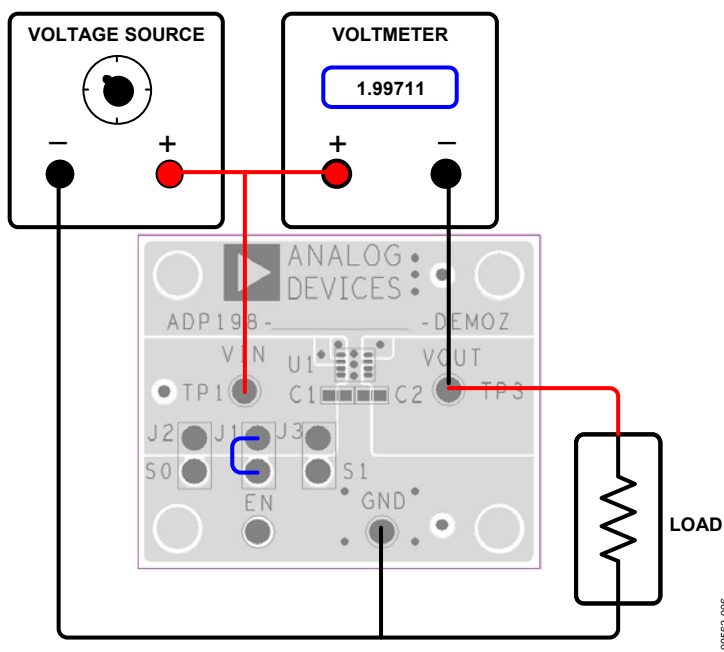 VOLTAGE SOURCE
VOLTMETER
1.99711
− +
+ −
ANALOG
DEVICES
ADP198-____________-DEMOZ
VIN
U1
VOUT
TP1
C1
C2
TP3
J2
J1
J3
S0
S1
EN
GND
LOAD